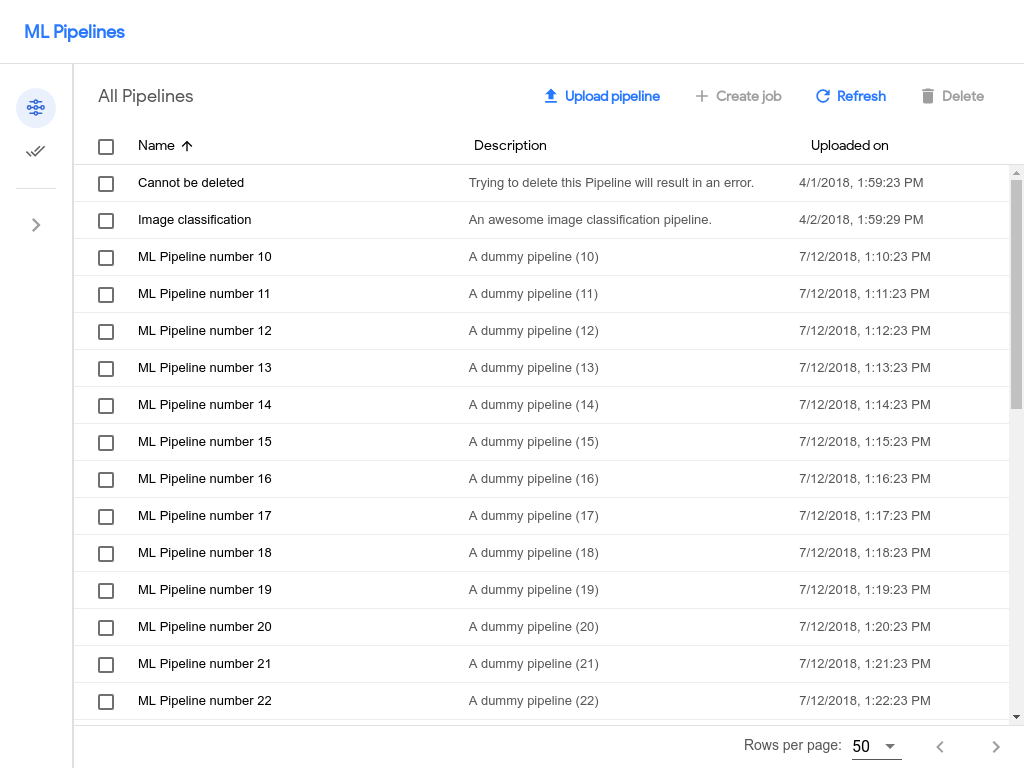 ML Pipelines
All Pipelines
Upload pipeline
Create job
Refresh
Delete
Name Description Uploaded on
Cannot be deleted Trying to delete this Pipeline will result in an error. 4/1/2018, 1:59:23 PM
Image classification An awesome image classification pipeline. 4/2/2018, 1:59:29 PM
ML Pipeline number 10 A dummy pipeline (10) 7/12/2018, 1:10:23 PM
ML Pipeline number 11 A dummy pipeline (11) 7/12/2018, 1:11:23 PM
ML Pipeline number 12 A dummy pipeline (12) 7/12/2018, 1:12:23 PM
ML Pipeline number 13 A dummy pipeline (13) 7/12/2018, 1:13:23 PM
ML Pipeline number 14 A dummy pipeline (14) 7/12/2018, 1:14:23 PM
ML Pipeline number 15 A dummy pipeline (15) 7/12/2018, 1:15:23 PM
ML Pipeline number 16 A dummy pipeline (16) 7/12/2018, 1:16:23 PM
ML Pipeline number 17 A dummy pipeline (17) 7/12/2018, 1:17:23 PM
ML Pipeline number 18 A dummy pipeline (18) 7/12/2018, 1:18:23 PM
ML Pipeline number 19 A dummy pipeline (19) 7/12/2018, 1:19:23 PM
ML Pipeline number 20 A dummy pipeline (20) 7/12/2018, 1:20:23 PM
ML Pipeline number 21 A dummy pipeline (21) 7/12/2018, 1:21:23 PM
ML Pipeline number 22 A dummy pipeline (22) 7/12/2018, 1:22:23 PM
Rows per page: 50